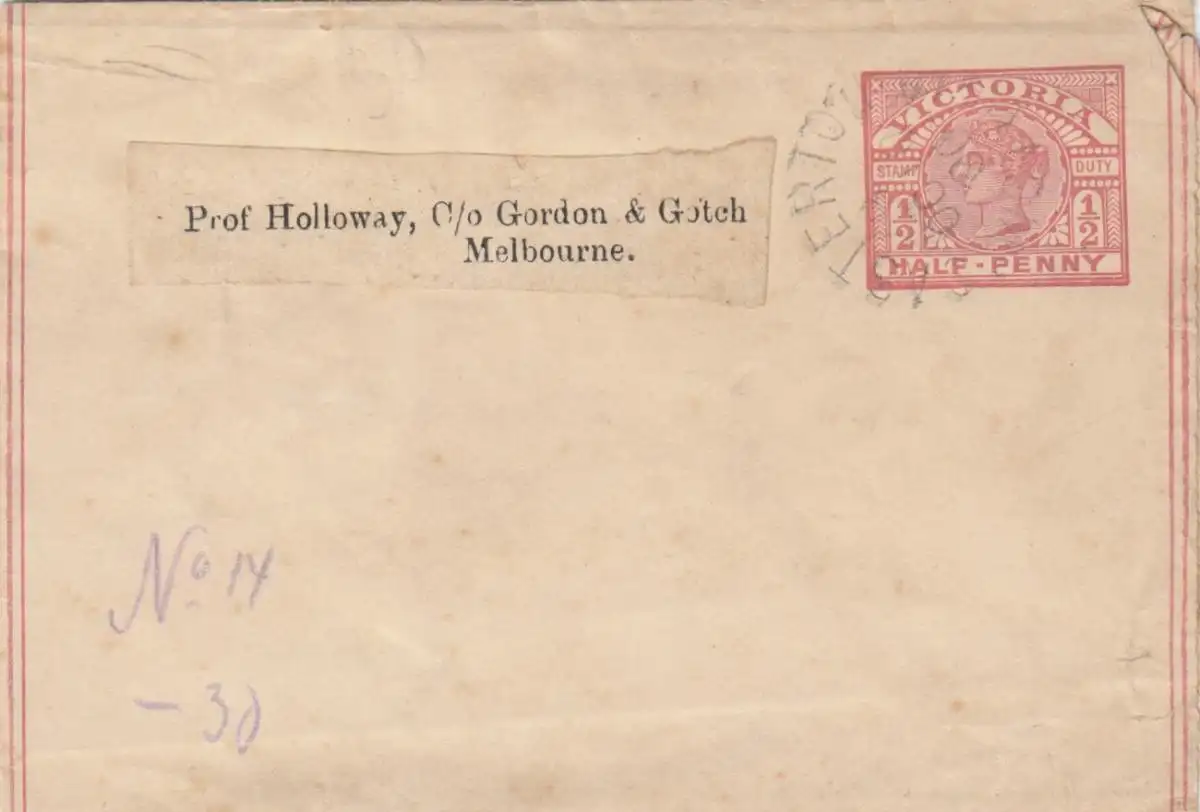 VICTORIA
STAMP DUTY
1/2 1/2
HALF-PENNY
Prof Holloway, C/o Gordon & Gotch
Melbourne.
No 14
- 3d